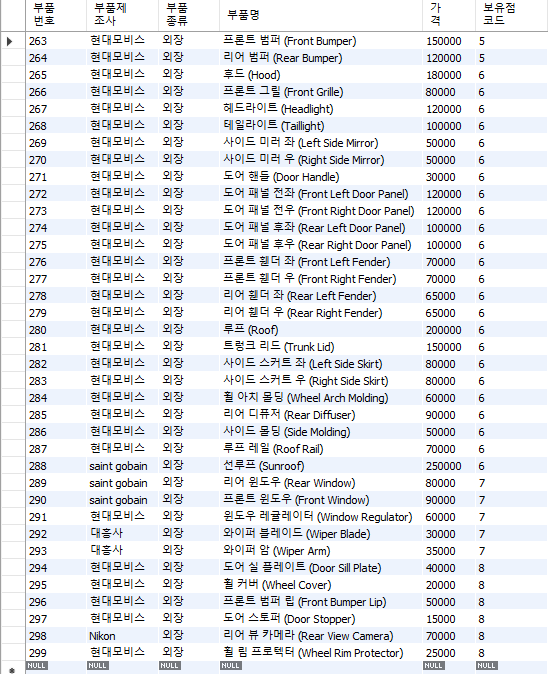 부품번호 부품제조사 부품종류 부품명 가격 보유점코드
263 현대모비스 외장 프론트 범퍼 (Front Bumper) 150000 5
264 현대모비스 외장 리어 범퍼 (Rear Bumper) 120000 5
265 현대모비스 외장 후드 (Hood) 180000 6
266 현대모비스 외장 프론트 그릴 (Front Grille) 80000 6
267 현대모비스 외장 헤드라이트 (Headlight) 120000 6
268 현대모비스 외장 테일라이트 (Taillight) 100000 6
269 현대모비스 외장 사이드 미러 좌 (Left Side Mirror) 50000 6
270 현대모비스 외장 사이드 미러 우 (Right Side Mirror) 50000 6
271 현대모비스 외장 도어 핸들 (Door Handle) 30000 6
272 현대모비스 외장 도어 패널 전좌 (Front Left Door Panel) 120000 6
273 현대모비스 외장 도어 패널 전우 (Front Right Door Panel) 120000 6
274 현대모비스 외장 도어 패널 후좌 (Rear Left Door Panel) 100000 6
275 현대모비스 외장 도어 패널 후우 (Rear Right Door Panel) 100000 6
276 현대모비스 외장 프론트 휀더 좌 (Front Left Fender) 70000 6
277 현대모비스 외장 프론트 휀더 우 (Front Right Fender) 70000 6
278 현대모비스 외장 리어 휀더 좌 (Rear Left Fender) 65000 6
279 현대모비스 외장 리어 휀더 우 (Rear Right Fender) 65000 6
280 현대모비스 외장 루프 (Roof) 200000 6
281 현대모비스 외장 트렁크 리드 (Trunk Lid) 150000 6
282 현대모비스 외장 사이드 스커트 좌 (Left Side Skirt) 80000 6
283 현대모비스 외장 사이드 스커트 우 (Right Side Skirt) 80000 6
284 현대모비스 외장 휠 아치 몰딩 (Wheel Arch Molding) 60000 6
285 현대모비스 외장 리어 디퓨저 (Rear Diffuser) 90000 6
286 현대모비스 외장 사이드 몰딩 (Side Molding) 50000 6
287 현대모비스 외장 루프 레일 (Roof Rail) 70000 6
288 saint gobain 외장 선루프 (Sunroof) 250000 6
289 saint gobain 외장 리어 윈도우 (Rear Window) 80000 7
290 saint gobain 외장 프론트 윈도우 (Front Window) 90000 7
291 현대모비스 외장 윈도우 레귤레이터 (Window Regulator) 60000 7
292 대흥사 외장 와이퍼 블레이드 (Wiper Blade) 30000 7
293 대흥사 외장 와이퍼 암 (Wiper Arm) 35000 7
294 현대모비스 외장 도어 실 플레이트 (Door Sill Plate) 40000 8
295 현대모비스 외장 휠 커버 (Wheel Cover) 20000 8
296 현대모비스 외장 프론트 범퍼 립 (Front Bumper Lip) 50000 8
297 현대모비스 외장 도어 스토퍼 (Door Stopper) 15000 8
298 Nikon 외장 리어 뷰 카메라 (Rear View Camera) 70000 8
299 현대모비스 외장 휠 림 프로텍터 (Wheel Rim Protector) 25000 8
NULL NULL NULL NULL NULL NULL